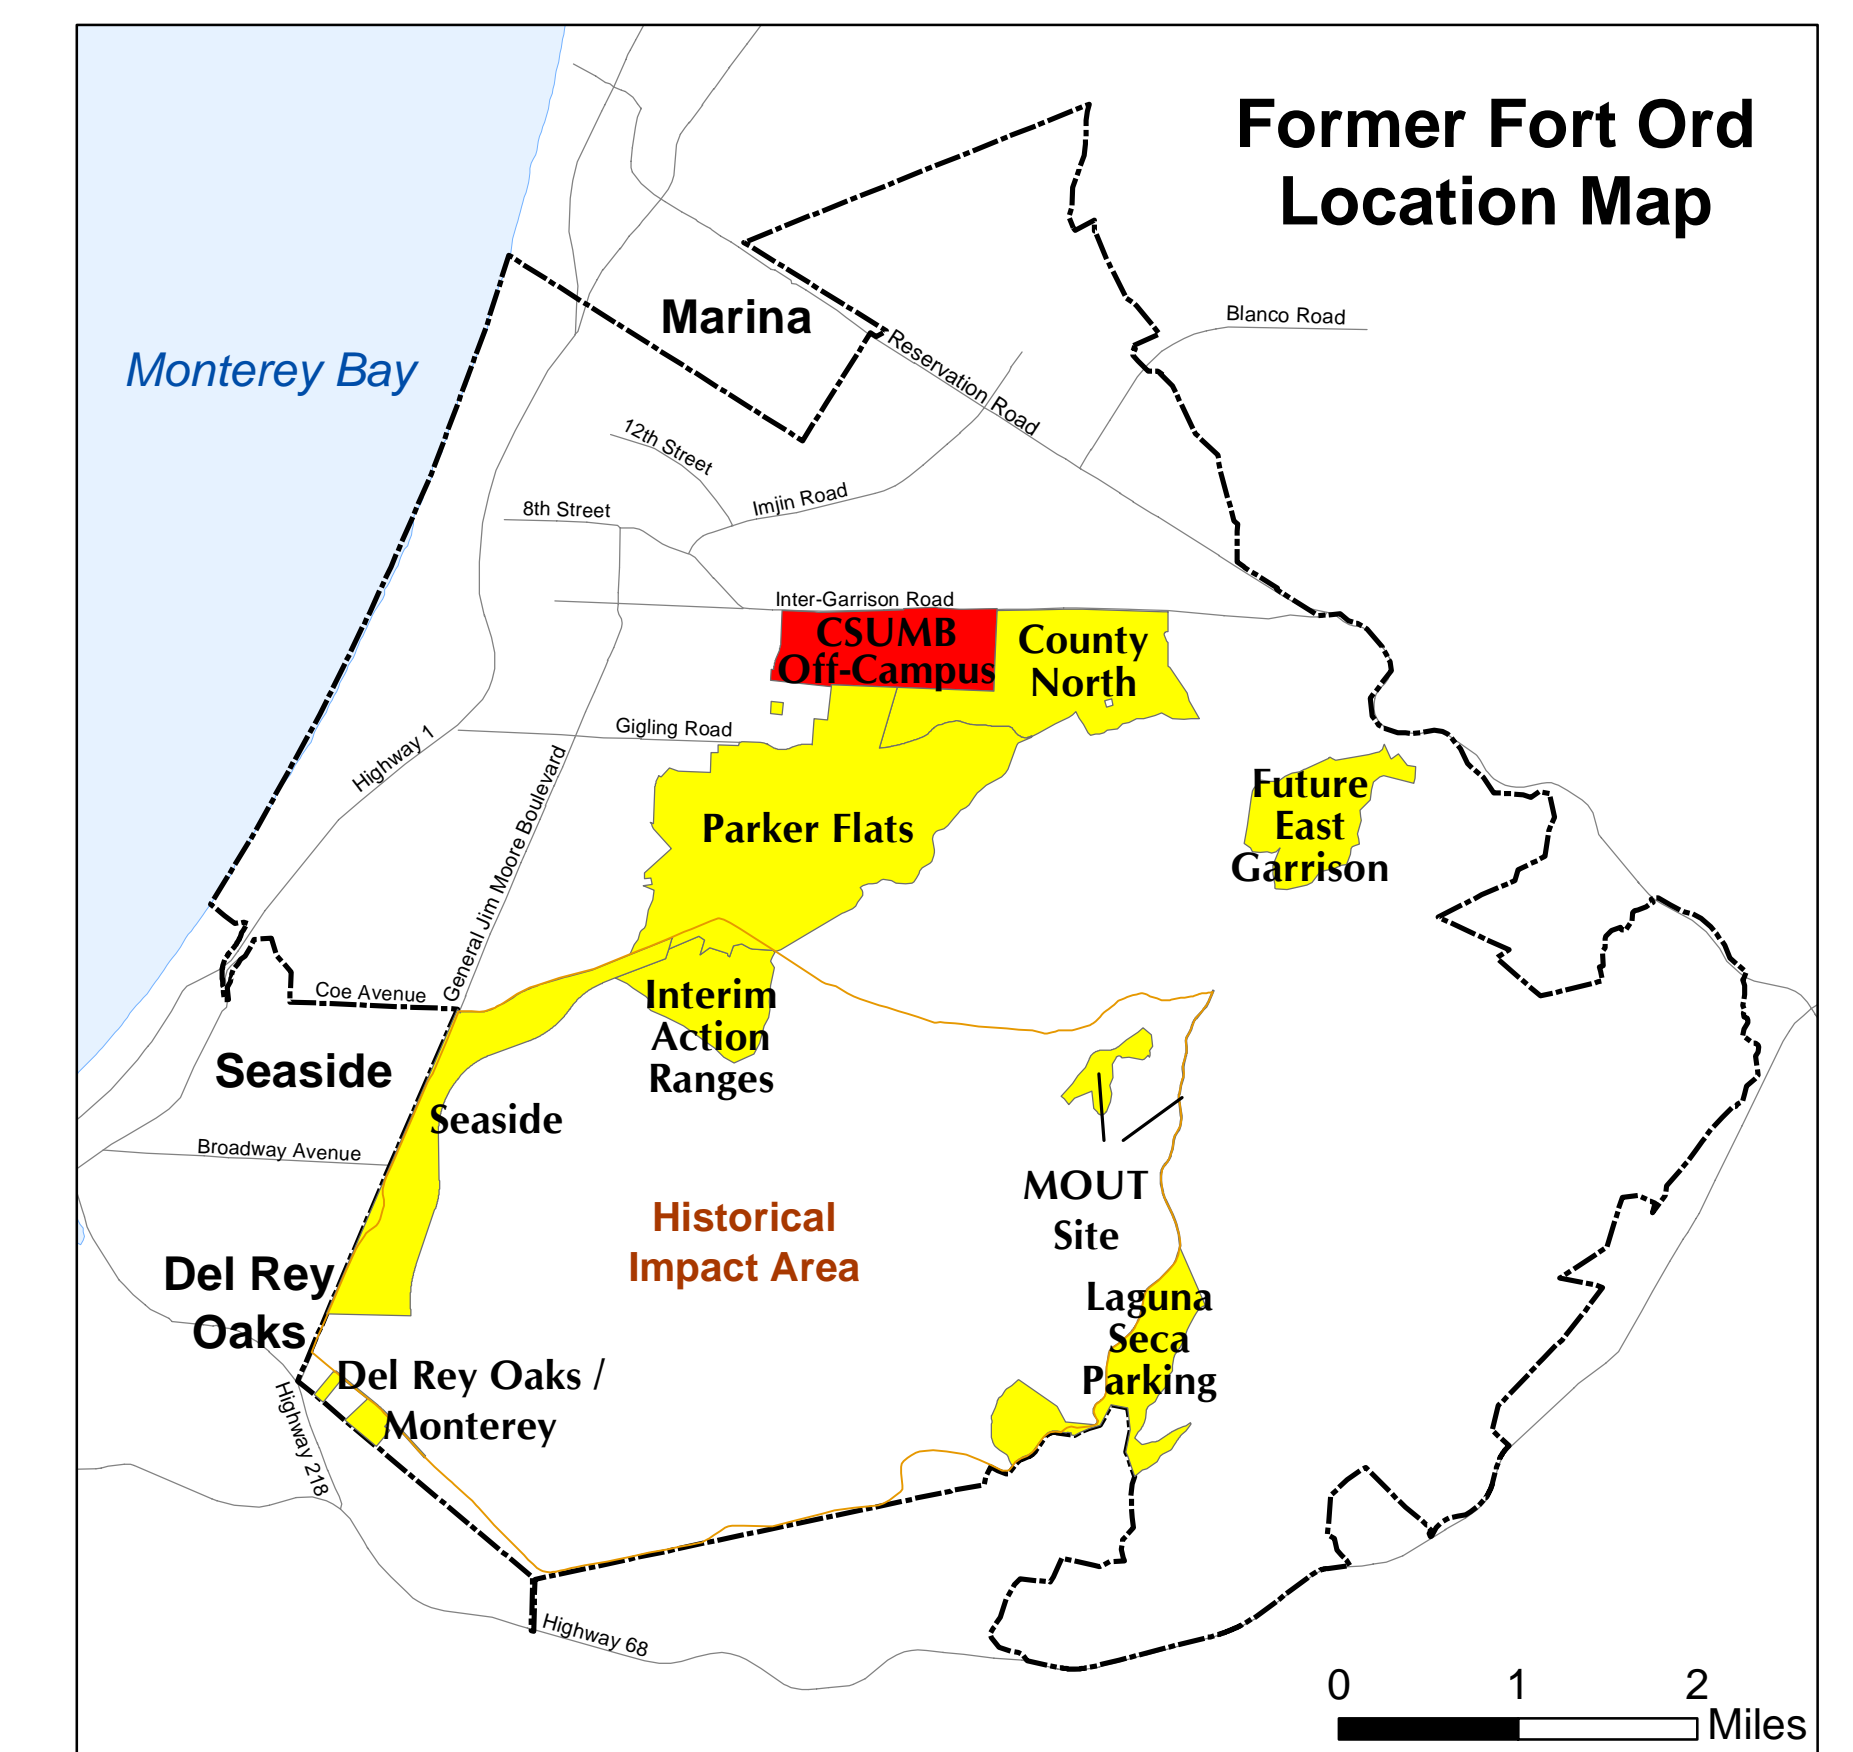 Former Fort Ord
Location Map
Marina
Blanco Road
Monterey Bay
Reservation Road
12th Street
Imjin Road
8th Street
Inter-Garrison Road
CSUMB
Off-Campus
County
North
Gigling Road
Highway 1
General Jim Moore Boulevard
Parker Flats
Future
East
Garrison
Coe Avenue
Interim
Action
Ranges
Seaside
Seaside
Broadway Avenue
MOUT
Site
Historical
Impact Area
Del Rey
Oaks
Laguna
Seca
Parking
Del Rey Oaks /
Monterey
Highway 218
Highway 68
0 1 2
Miles